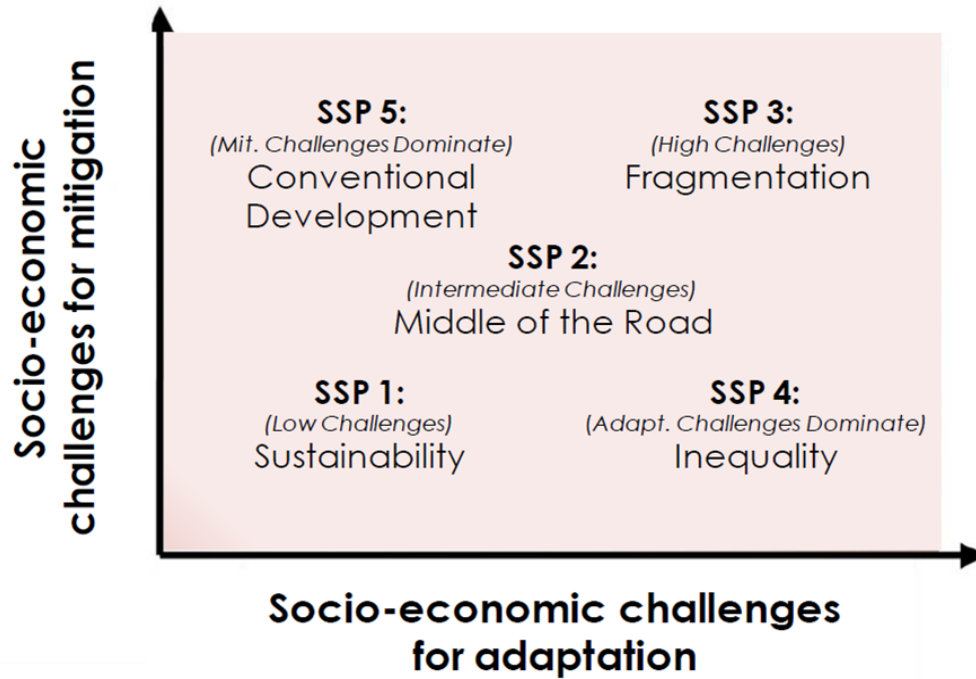 Socio-economic
challenges for mitigation
SSP 5:
(Mit. Challenges Dominate)
Conventional
Development
SSP 3:
(High Challenges)
Fragmentation
SSP 2:
(Intermediate Challenges)
Middle of the Road
SSP 1:
(Low Challenges)
Sustainability
SSP 4:
(Adapt. Challenges Dominate)
Inequality
Socio-economic challenges
for adaptation